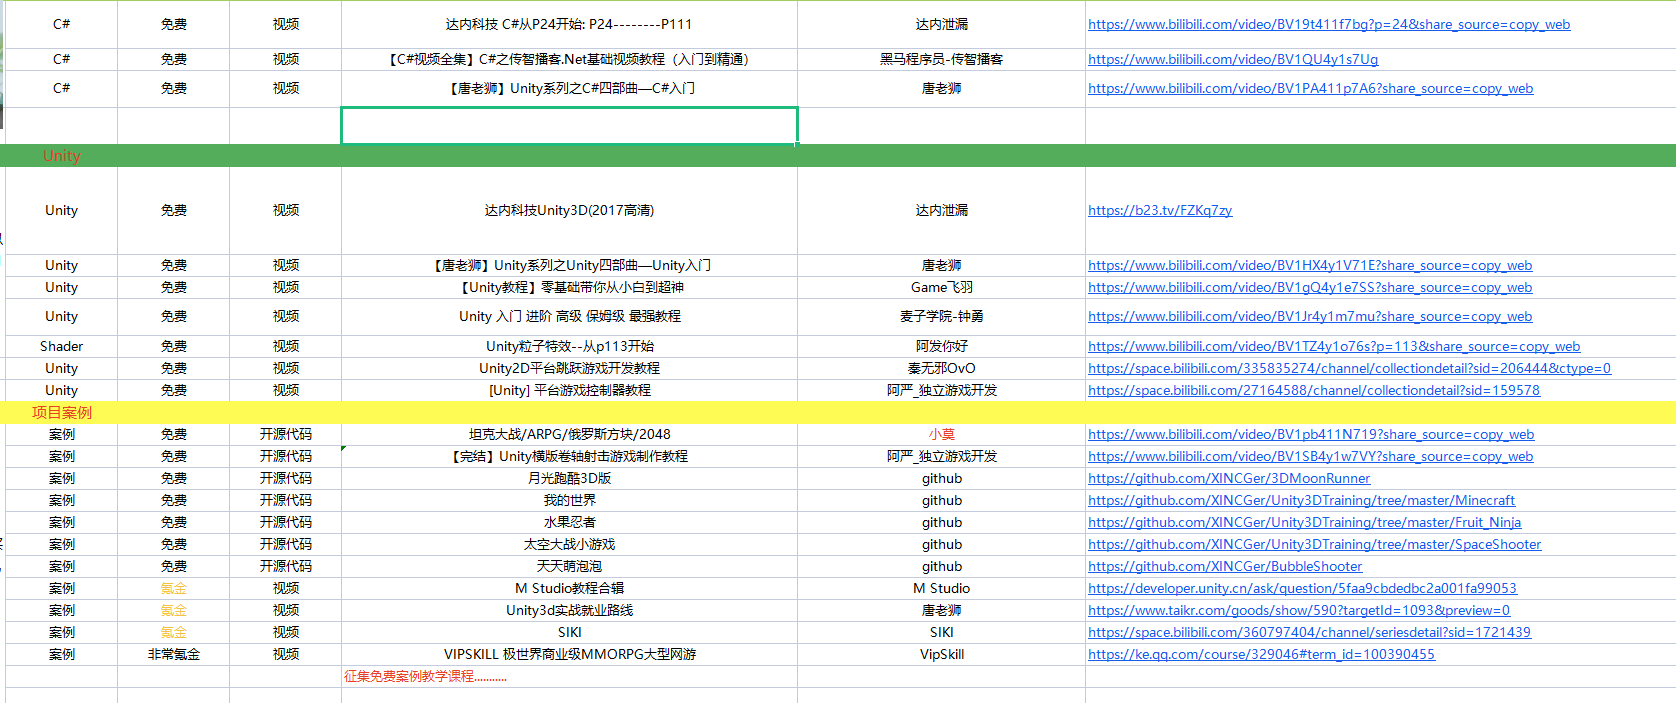 C# 免费 视频 达内科技 C#从P24开始: P24--------P111 达内泄漏 https://www.bilibili.com/video/BV19t411f7bg?p=24&share_source=copy_web
C# 免费 视频 【C#视频全集】C#之传智播客.Net基础视频教程（入门到精通） 黑马程序员-传智播客 https://www.bilibili.com/video/BV1QU4y1s7Ug
C# 免费 视频 【唐老狮】Unity系列之C#四部曲—C#入门 唐老狮 https://www.bilibili.com/video/BV1PA411p7A6?share_source=copy_web
Unity
Unity 免费 视频 达内科技Unity3D(2017高清) 达内泄漏 https://b23.tv/FZKq7zy
Unity 免费 视频 【唐老狮】Unity系列之Unity四部曲—Unity入门 唐老狮 https://www.bilibili.com/video/BV1HX4y1V71E?share_source=copy_web
Unity 免费 视频 【Unity教程】零基础带你从小白到超神 Game飞羽 https://www.bilibili.com/video/BV1gQ4y1e7SS?share_source=copy_web
Unity 免费 视频 Unity 入门 进阶 高级 保姆级 最强教程 麦子学院-钟勇 https://www.bilibili.com/video/BV1Jr4y1m7mu?share_source=copy_web
Shader 免费 视频 Unity粒子特效--从p113开始 阿发你好 https://www.bilibili.com/video/BV1TZ4y1o76s?p=113&share_source=copy_web
Unity 免费 视频 Unity2D平台跳跃游戏开发教程 秦无邪OvO https://space.bilibili.com/335835274/channel/collectiondetail?sid=206444&ctype=0
Unity 免费 视频 [Unity] 平台游戏控制器教程 阿严_独立游戏开发 https://space.bilibili.com/27164588/channel/collectiondetail?sid=159578
项目案例
案例 免费 开源代码 坦克大战/ARPG/俄罗斯方块/2048 小莫 https://www.bilibili.com/video/BV1pb411N719?share_source=copy_web
案例 免费 开源代码 【完结】Unity横版卷轴射击游戏制作教程 阿严_独立游戏开发 https://www.bilibili.com/video/BV1SB4y1w7VY?share_source=copy_web
案例 免费 开源代码 月光跑酷3D版 github https://github.com/XINCGer/3DMoonRunner
案例 免费 开源代码 我的世界 github https://github.com/XINCGer/Unity3DTraining/tree/master/Minecraft
案例 免费 开源代码 水果忍者 github https://github.com/XINCGer/Unity3DTraining/tree/master/Fruit_Ninja
案例 免费 开源代码 太空大战小游戏 github https://github.com/XINCGer/Unity3DTraining/tree/master/SpaceShooter
案例 免费 开源代码 天天萌泡泡 github https://github.com/XINCGer/BubbleShooter
案例 氪金 视频 M Studio教程合辑 M Studio https://developer.unity.cn/ask/question/5faa9cbdedbc2a001fa99053
案例 氪金 视频 Unity3d实战就业路线 唐老狮 https://www.taikr.com/goods/show/590?targetId=1093&preview=0
案例 氪金 视频 SIKI SIKI https://space.bilibili.com/360797404/channel/seriesdetail?sid=1721439
案例 非常氪金 视频 VIPSKILL 极世界商业级MMORPG大型网游 VipSkill https://ke.qq.com/course/329046#term_id=100390455
征集免费案例教学课程...........